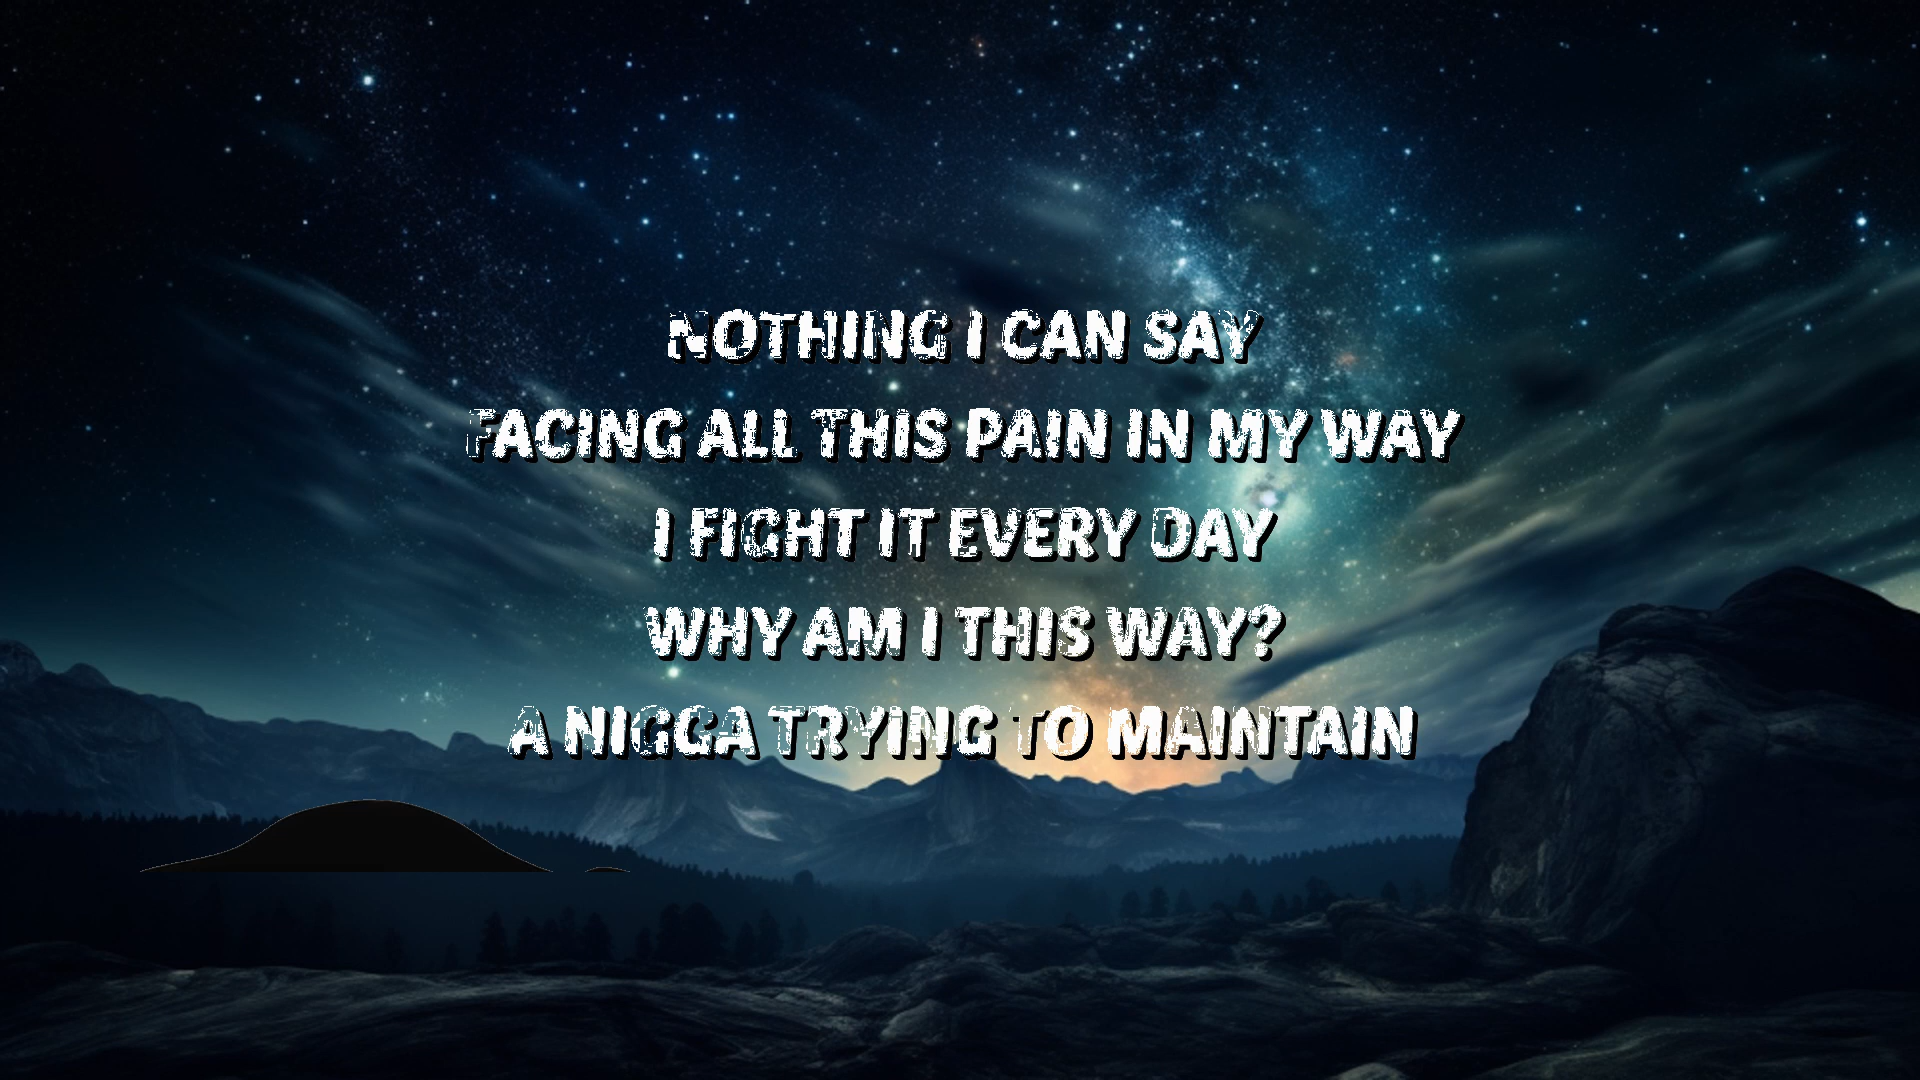 NOTHING I CAN SAY
FACING ALL THIS PAIN IN MY WAY
I FIGHT IT EVERY DAY
WHY AM I THIS WAY?
A NIGGA TRYING TO MAINTAIN